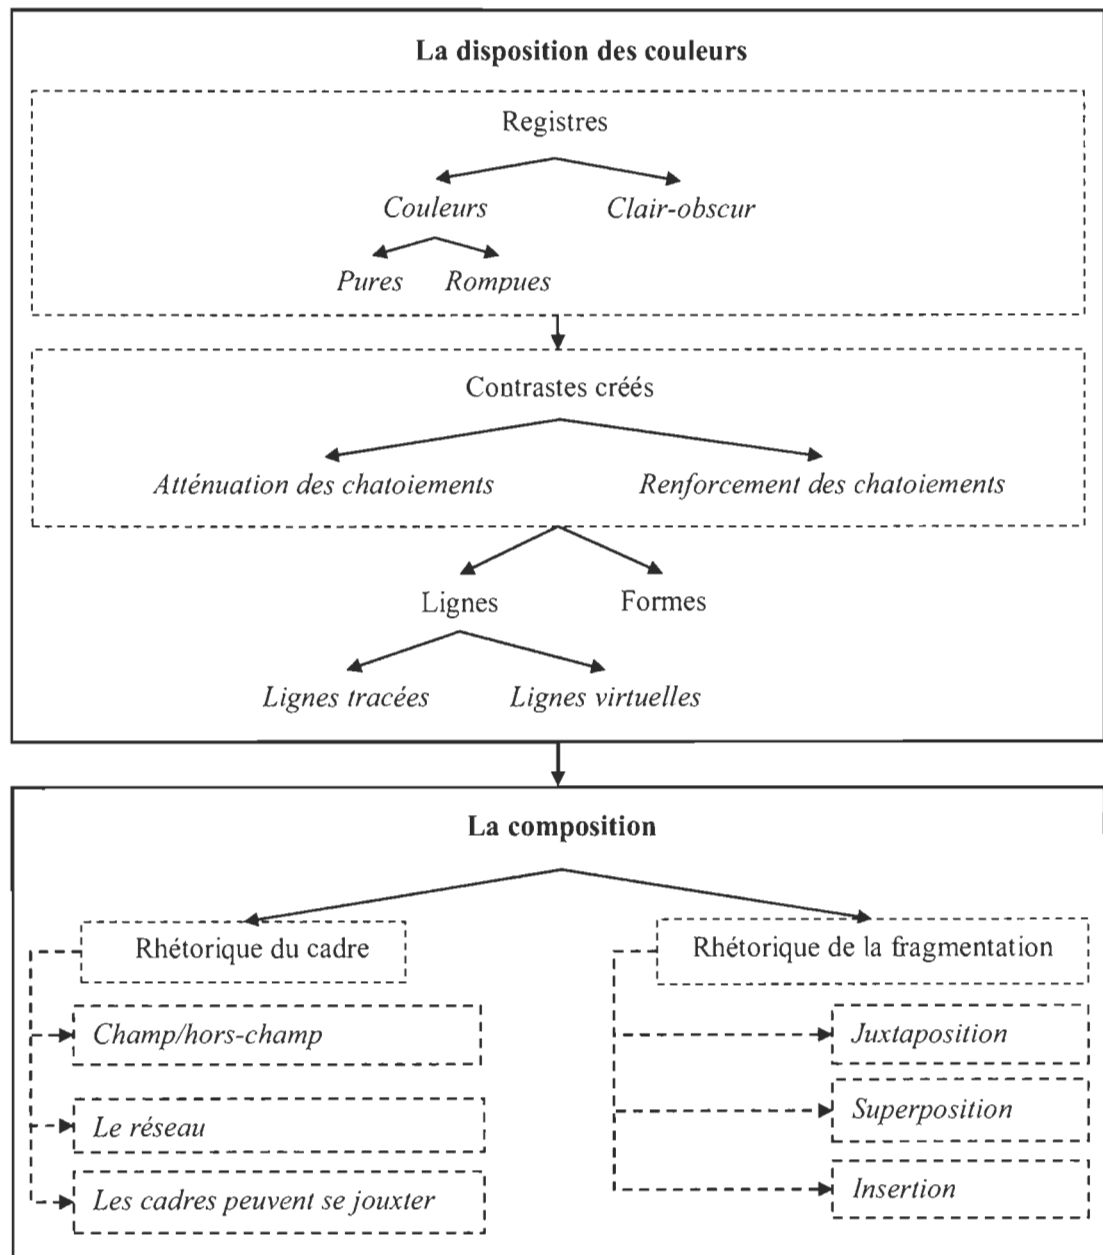 La disposition des couleurs
Registres
Couleurs
Clair-obscur
Pures
Rompues
Contrastes créés
Atténuation des chatoiements
Renforcement des chatoiements
Lignes
Formes
Lignes tracées
Lignes virtuelles
La composition
Rhétorique du cadre
Rhétorique de la fragmentation
Champ/hors-champ
Juxtaposition
Le réseau
Superposition
Les cadres peuvent se jouxter
Insertion